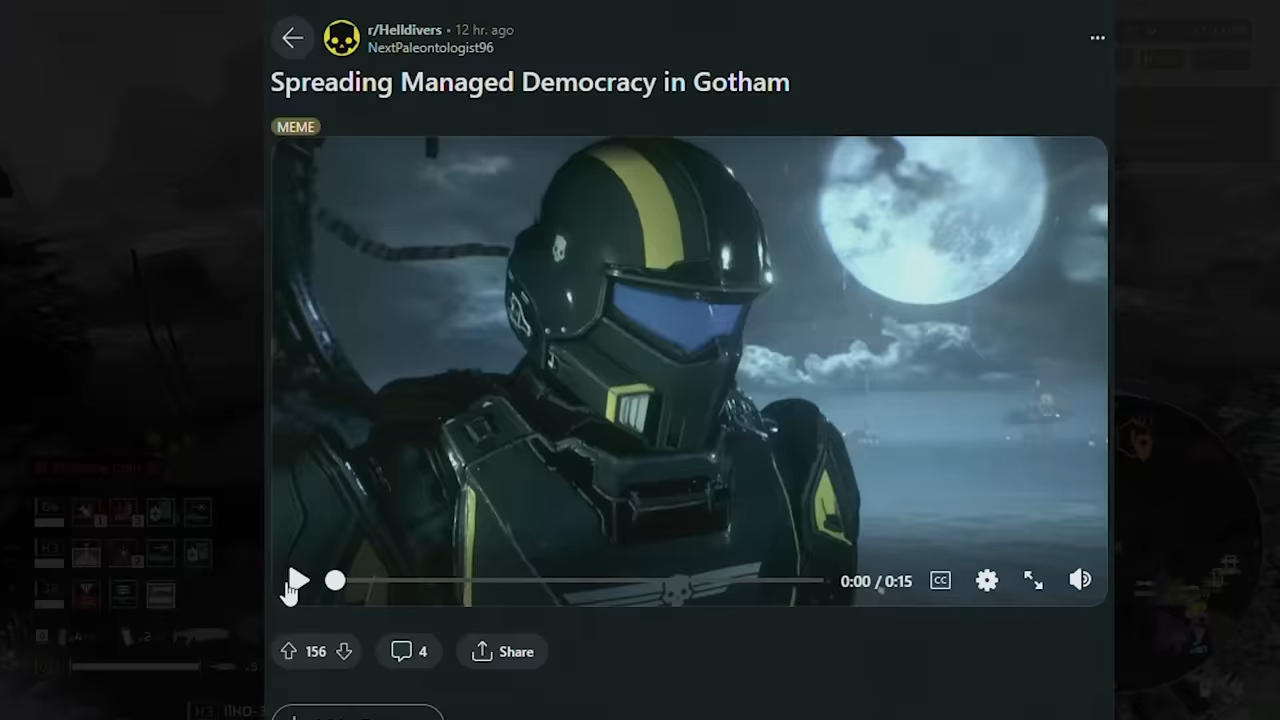 r/Helldivers • 12 hr. ago
NextPaleontologist96
Spreading Managed Democracy in Gotham
MEME
0:00 / 0:15
CC
156
4
Share